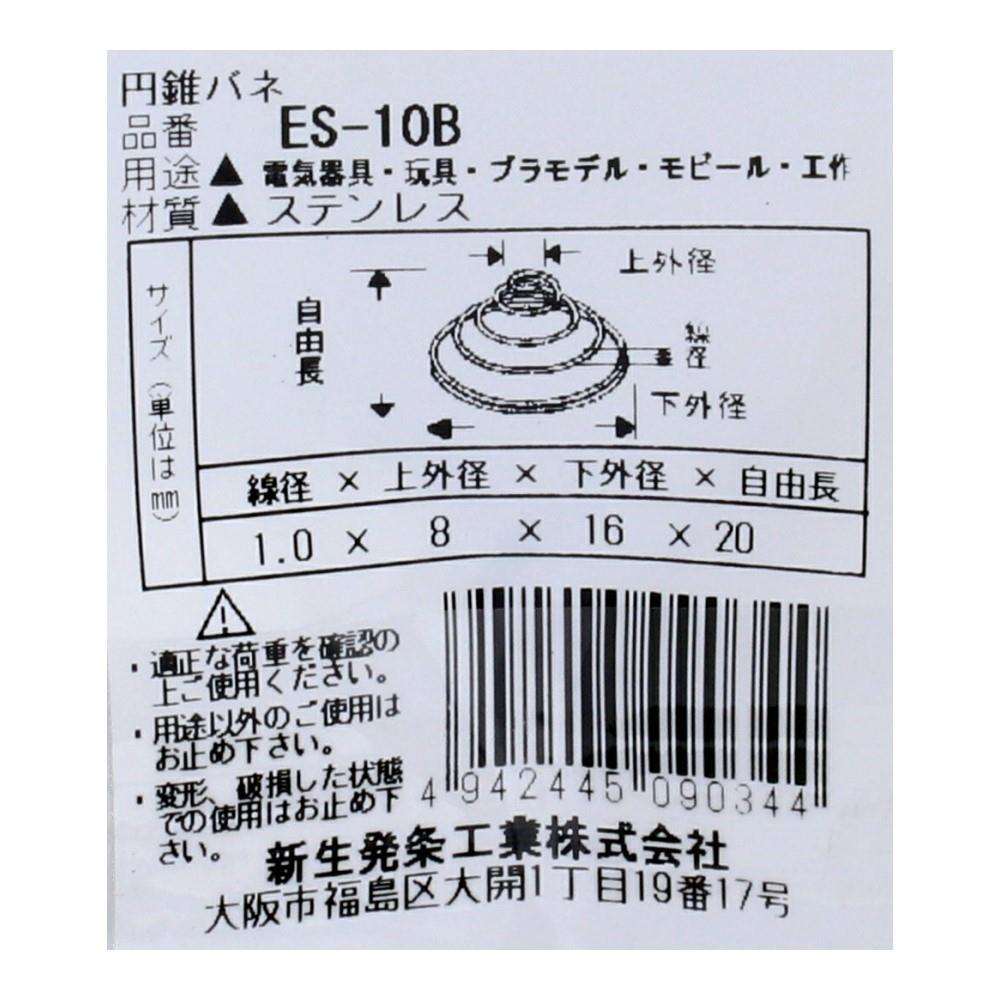 円錐バネ
品番 ES-10B
用途▲ 電気器具・玩具・プラモデル・モビール・工作
材質▲ ステンレス
サイズ(単位はmm)
上外径
自由長
線径
下外径
線径 × 上外径 × 下外径 × 自由長
1.0 × 8 × 16 × 20
・適正な荷重を確認の
上ご使用ください。
・用途以外のご使用は
お止め下さい。
・変形、破損した状態
での使用はお止め下
さい。
4 942445 090344
新生発条工業株式会社
大阪市福島区大開1丁目19番17号